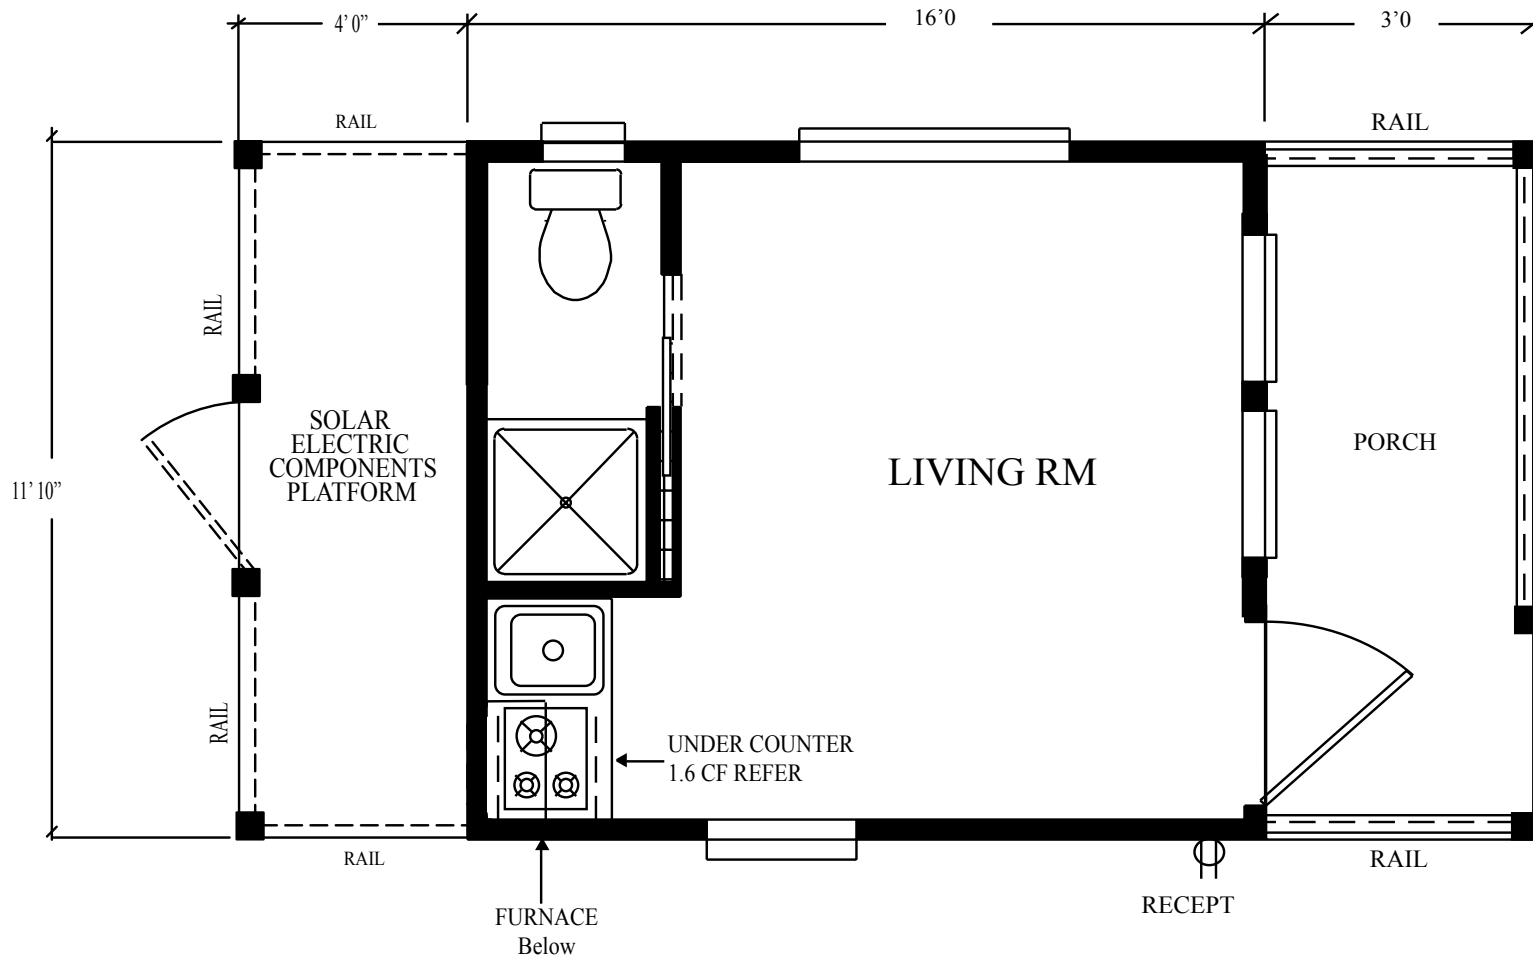 4' 0”
16'0
3'0
RAIL
RAIL
RAIL
11' 10”
SOLAR
ELECTRIC
COMPONENTS
PLATFORM
LIVING RM
PORCH
RAIL
UNDER COUNTER
1.6 CF REFER
RAIL
RAIL
RECEPT
FURNACE
Below